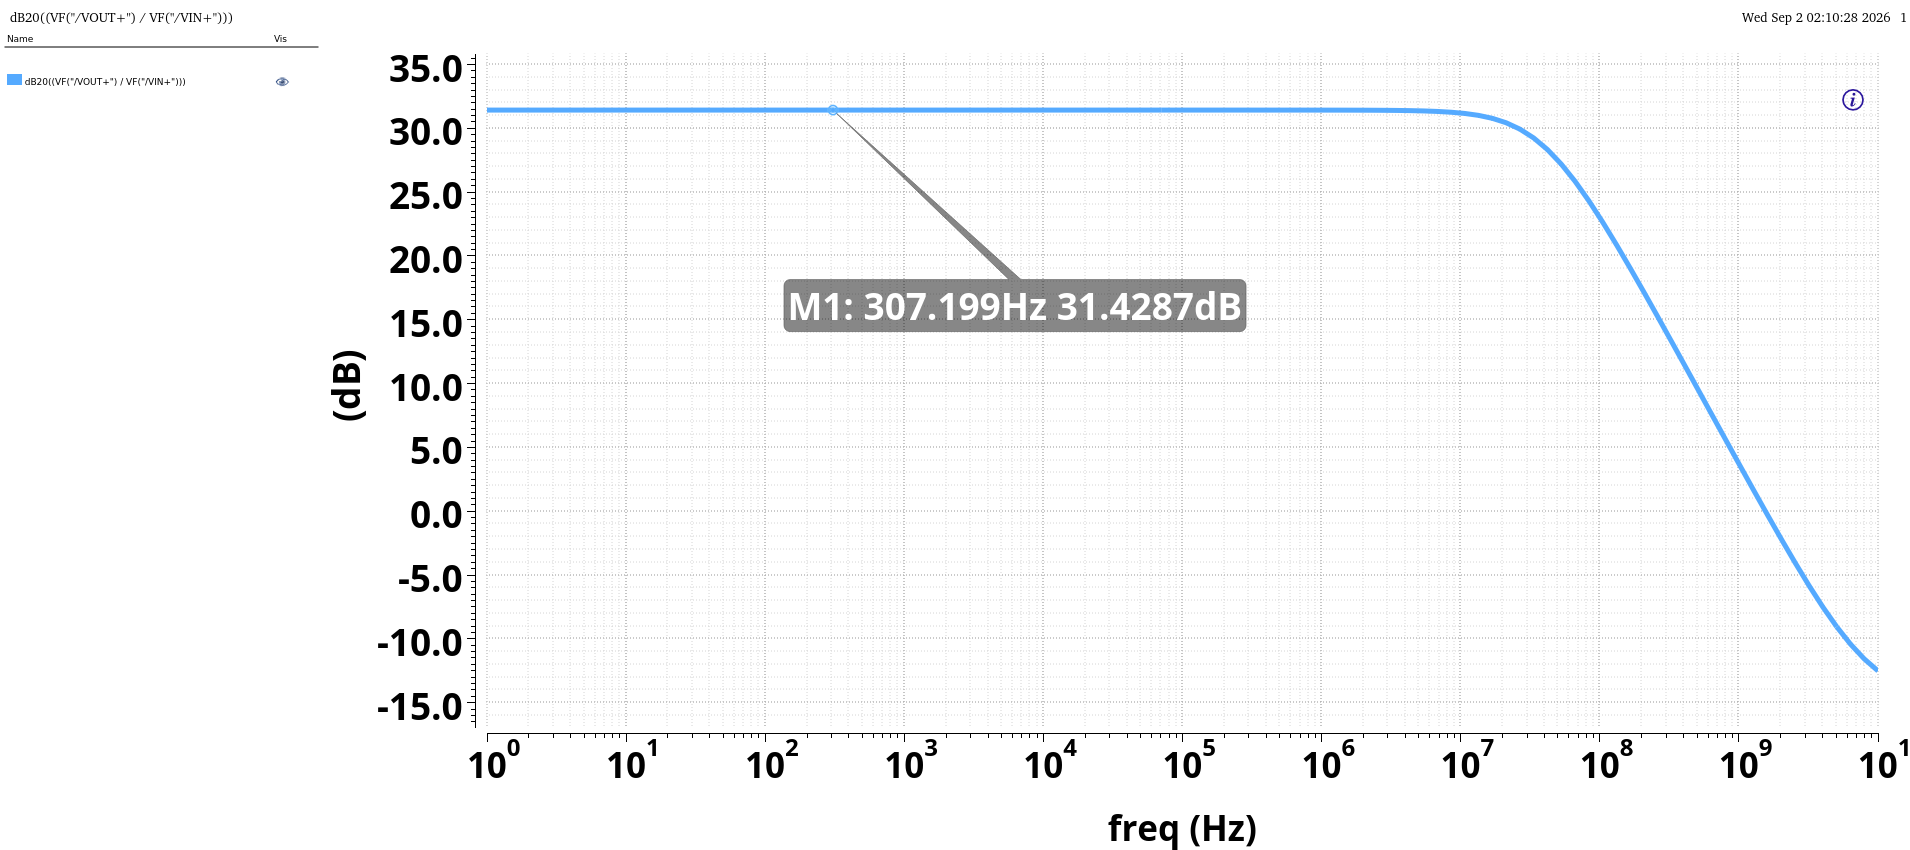 dB20((VF("/VOUT+") / VF("/VIN+")))
Wed Sep 2 02:10:28 2026 1
Name Vis
dB20((VF("/VOUT+") / VF("/VIN+")))
35.0
30.0
25.0
20.0
15.0
10.0
5.0
0.0
-5.0
-10.0
-15.0
(dB)
i
M1: 307.199Hz 31.4287dB
10^0 10^1 10^2 10^3 10^4 10^5 10^6 10^7 10^8 10^9 10^1
freq (Hz)